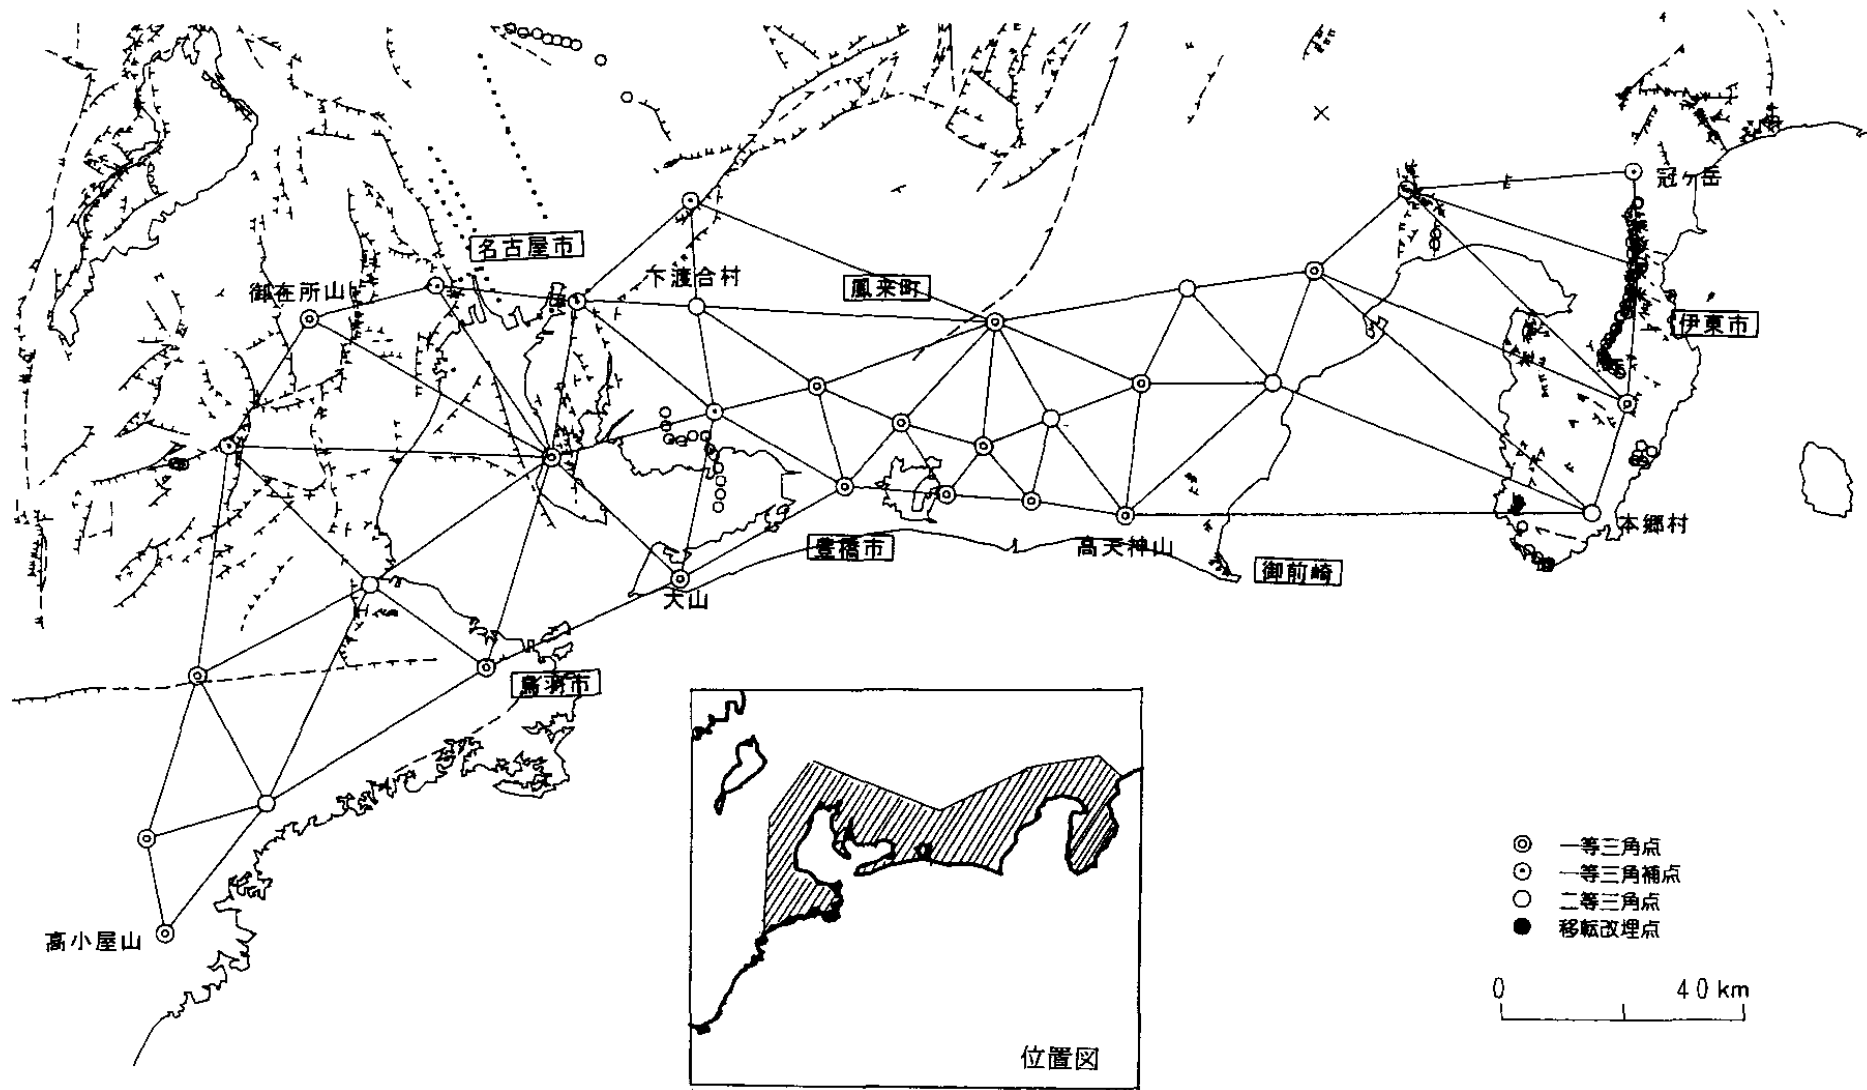 冠ヶ岳
名古屋市
下渡合村
御在所山
鳳来町
伊東市
本郷村
豊橋市
高天神山
御前崎
大山
鳥羽市
一等三角点
一等三角補点
二等三角点
移転改埋点
高小屋山
0 40km
位置図